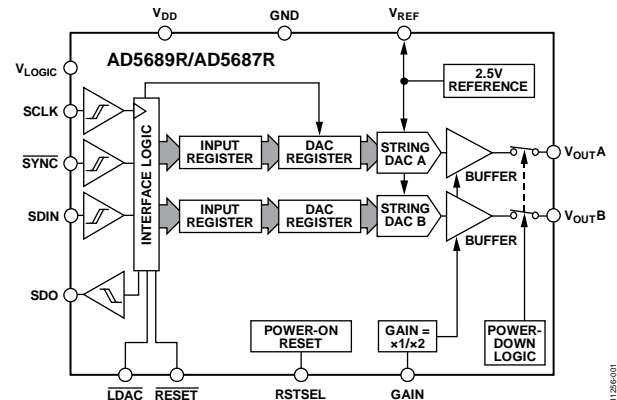 VDD
GND
VREF
VLOGIC
AD5689R/AD5687R
2.5V
REFERENCE
SCLK
SYNC
SDIN
SDO
INTERFACE LOGIC
INPUT
REGISTER
DAC
REGISTER
STRING
DAC A
BUFFER
VOUTA
INPUT
REGISTER
DAC
REGISTER
STRING
DAC B
BUFFER
VOUTB
POWER-ON
RESET
GAIN =
×1/×2
POWER-
DOWN
LOGIC
LDAC
RESET
RSTSEL
GAIN
11256-001